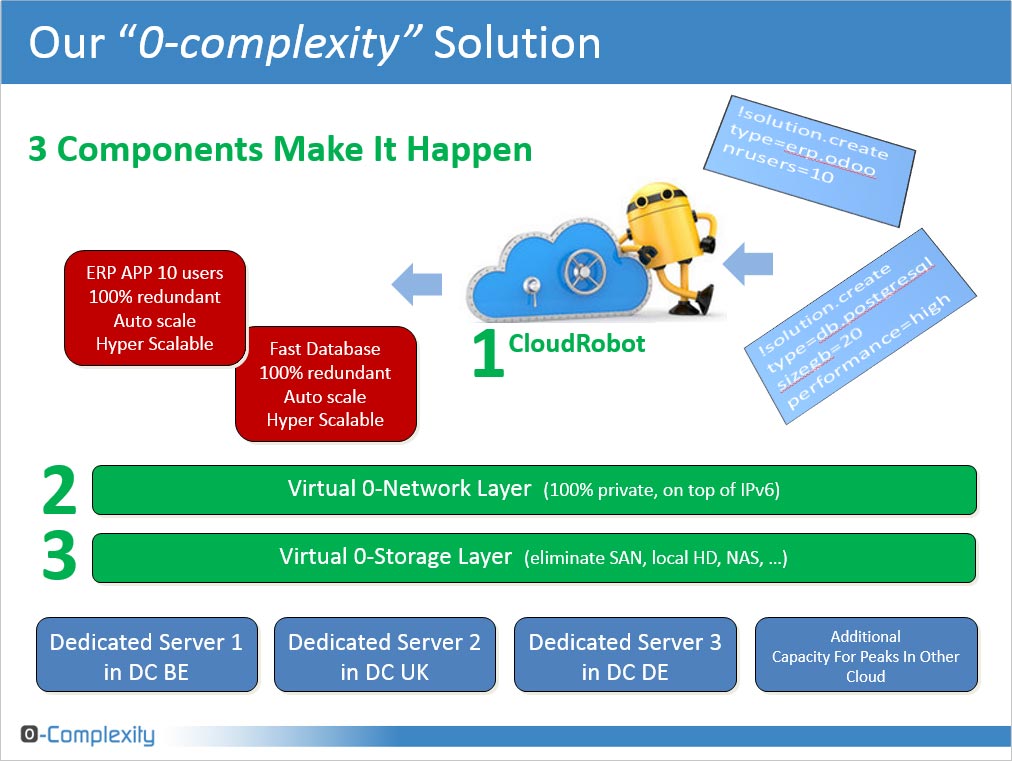 Our “0-complexity” Solution
3 Components Make It Happen
!solution.create
type=erp.odoo
nrusers=10
!solution.create
type=db.postgresql
sizegb=20
performance=high
ERP APP 10 users
100% redundant
Auto scale
Hyper Scalable
Fast Database
100% redundant
Auto scale
Hyper Scalable
1 CloudRobot
2 Virtual 0-Network Layer (100% private, on top of IPv6)
3 Virtual 0-Storage Layer (eliminate SAN, local HD, NAS, ...)
Dedicated Server 1
in DC BE
Dedicated Server 2
in DC UK
Dedicated Server 3
in DC DE
Additional
Capacity For Peaks In Other
Cloud
0-Complexity